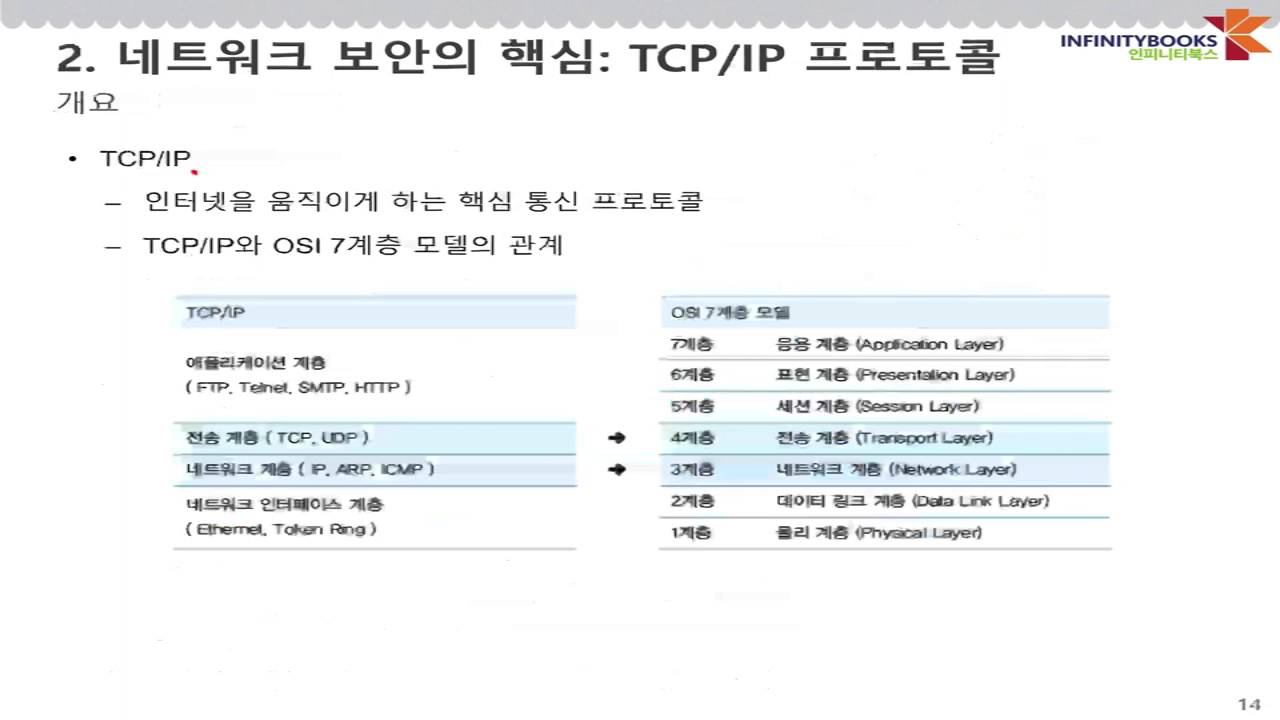 2. 네트워크 보안의 핵심: TCP/IP 프로토콜
INFINITYBOOKS
인피니티북스
개요
• TCP/IP
– 인터넷을 움직이게 하는 핵심 통신 프로토콜
– TCP/IP와 OSI 7계층 모델의 관계
TCP/IP
애플리케이션 계층
( FTP, Telnet, SMTP, HTTP )
전송 계층 ( TCP, UDP )
네트워크 계층 ( IP, ARP, ICMP )
네트워크 인터페이스 계층
( Ethernet, Token Ring )
➔
➔
OSI 7계층 모델
7계층 응용 계층 (Application Layer)
6계층 표현 계층 (Presentation Layer)
5계층 세션 계층 (Session Layer)
4계층 전송 계층 (Transport Layer)
3계층 네트워크 계층 (Network Layer)
2계층 데이터 링크 계층 (Data Link Layer)
1계층 물리 계층 (Physical Layer)
14